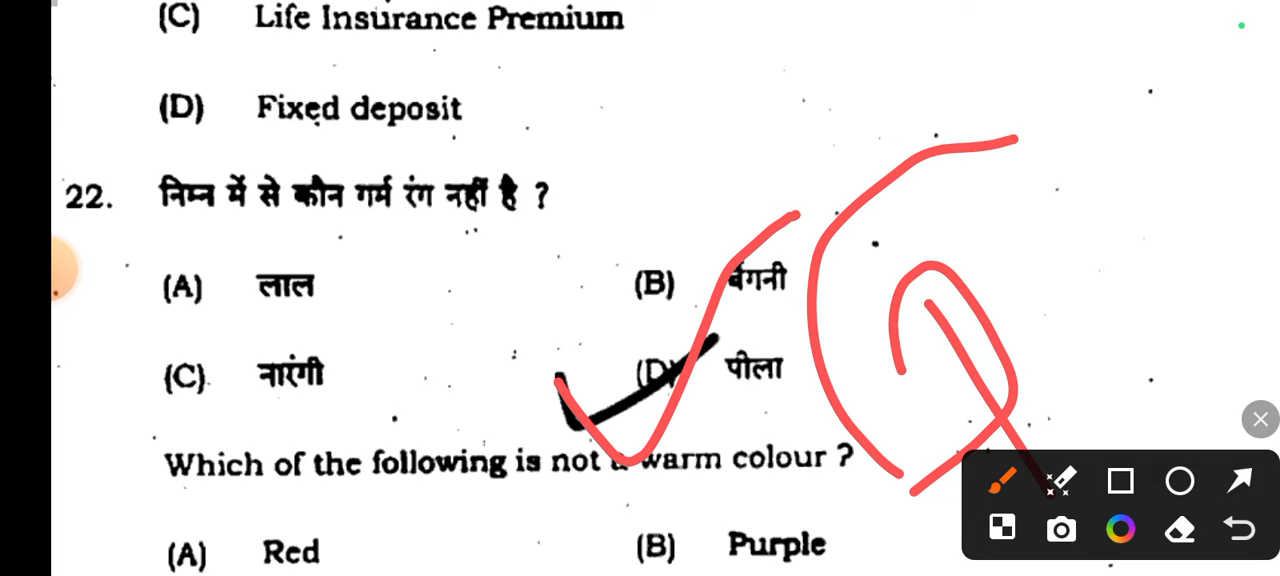 (C) Life Insurance Premium
(D) Fixed deposit
22. निम्न में से कौन गर्म रंग नहीं है ?
(A) लाल (B) बैंगनी
(C) नारंगी (D) पीला
Which of the following is not a warm colour ?
(A) Red (B) Purple